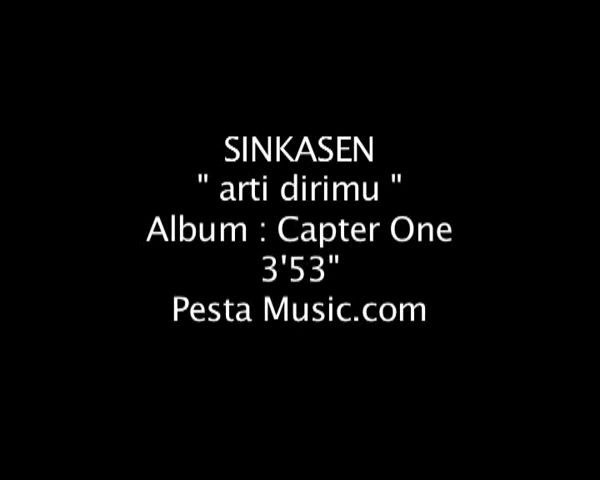 SINKASEN
" arti dirimu "
Album : Capter One
3'53"
Pesta Music.com